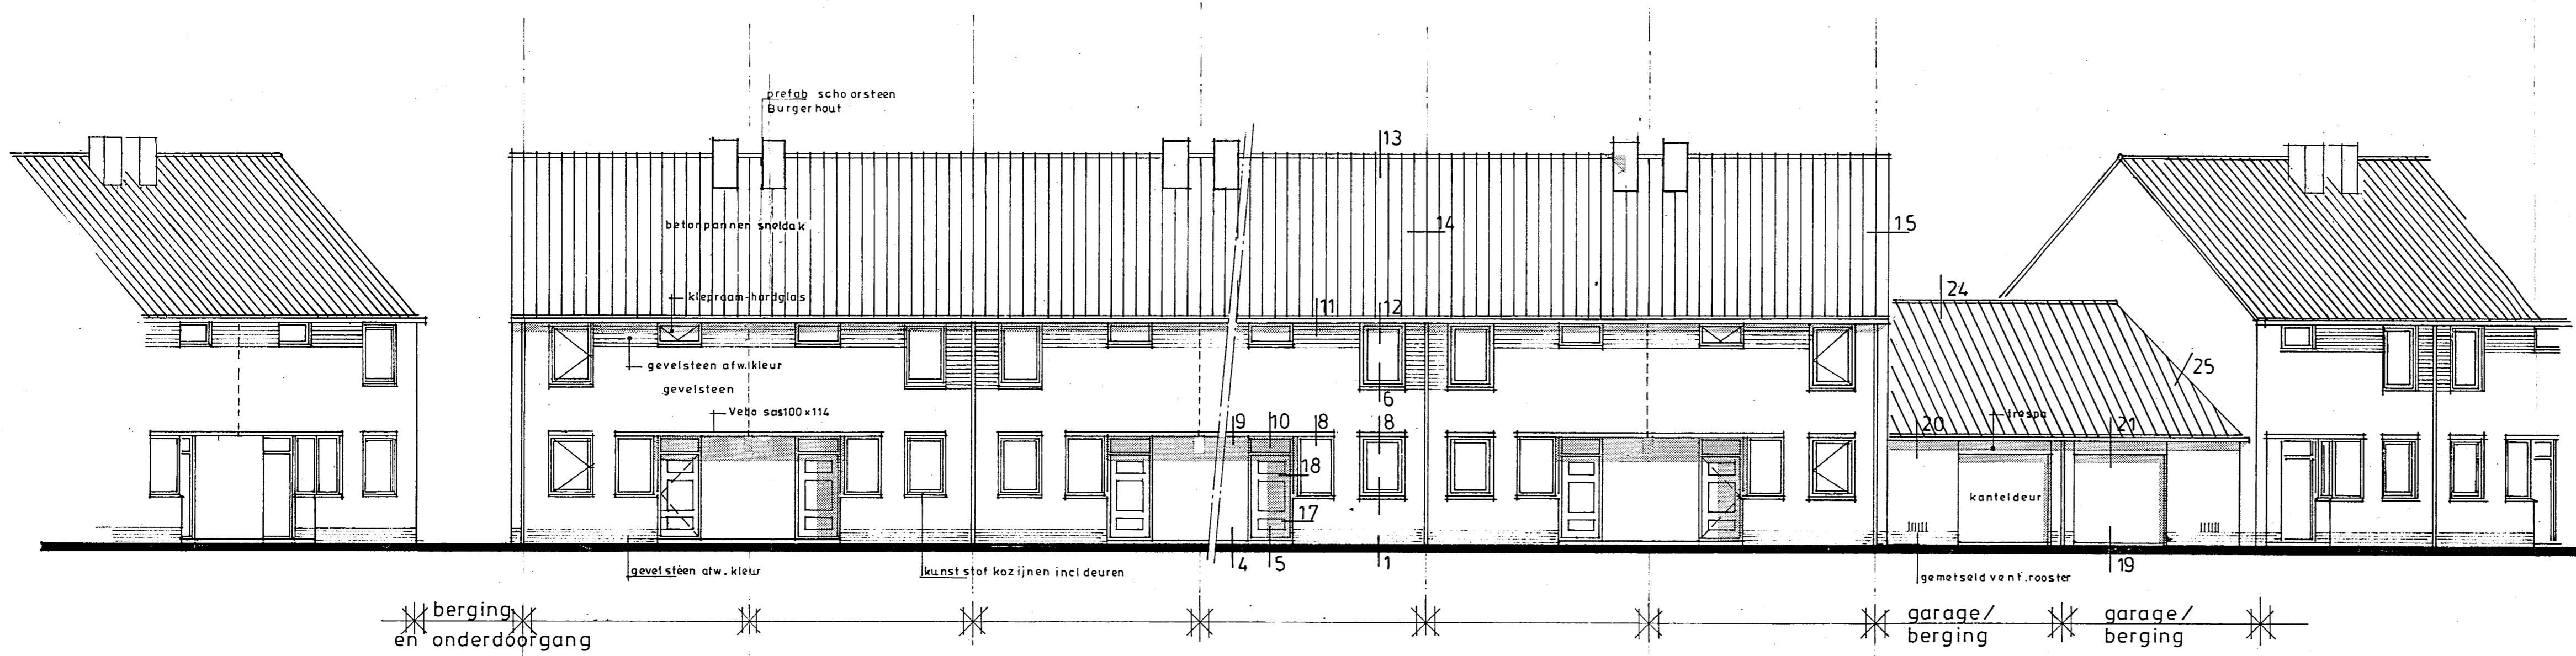 prefab schoorsteen
Burgerhout
13
betonpannen sneldak
14
15
klepraam-hardglas
11
12
24
gevelsteen afw.kleur
25
gevelsteen
6
Vebo sas100×114
9
10
8
8
20
trespa
21
18
kanteldeur
17
gevelsteen afw. kleur
kunststof kozijnen incl deuren
4
5
1
gemetseld vent.rooster
19
berging
en onderdoorgang
garage/
berging
garage/
berging